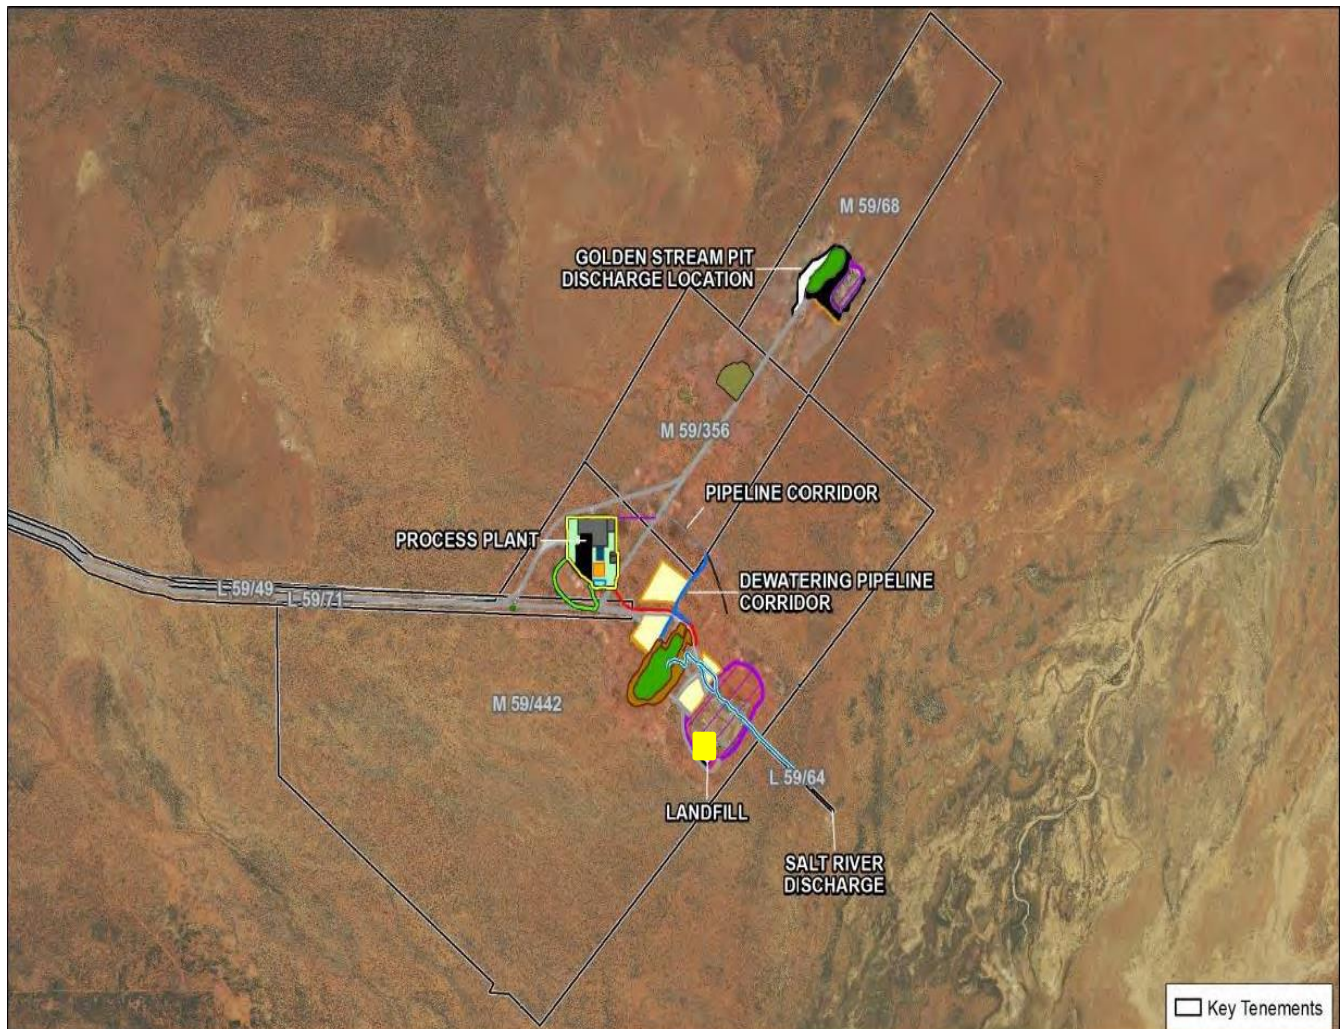 M 59/68
GOLDEN STREAM PIT
DISCHARGE LOCATION
M 59/356
PIPELINE CORRIDOR
PROCESS PLANT
DEWATERING PIPELINE
CORRIDOR
L 59/49
L 59/71
M 59/442
L 59/64
LANDFILL
SALT RIVER
DISCHARGE
Key Tenements